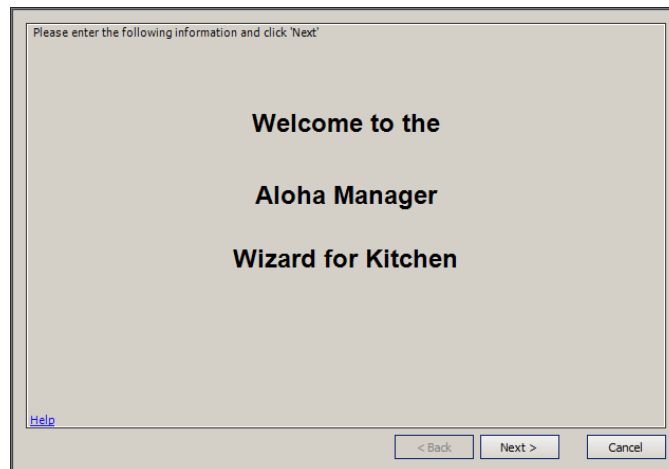 Please enter the following information and click 'Next'
Welcome to the
Aloha Manager
Wizard for Kitchen
Help
< Back
Next >
Cancel